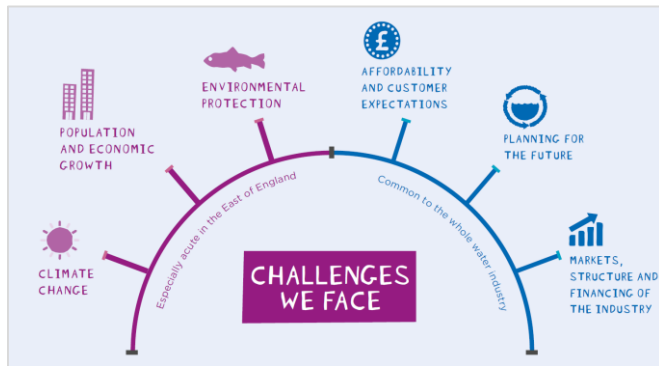 £
AFFORDABILITY
AND CUSTOMER
EXPECTATIONS
ENVIRONMENTAL
PROTECTION
POPULATION
AND ECONOMIC
GROWTH
PLANNING FOR
THE FUTURE
Especially acute in the East of England
Common to the whole water industry
CLIMATE
CHANGE
CHALLENGES
WE FACE
MARKETS,
STRUCTURE AND
FINANCING OF
THE INDUSTRY